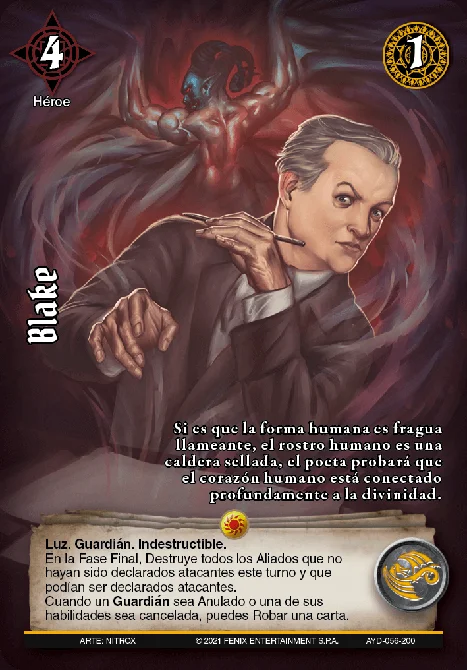 4
1
Héroe
Blake
Si es que la forma humana es fragua
llameante, el rostro humano es una
caldera sellada, el poeta probará que
el corazón humano está conectado
profundamente a la divinidad.
Luz. Guardián. Indestructible.
En la Fase Final, Destruye todos los Aliados que no
hayan sido declarados atacantes este turno y que
podían ser declarados atacantes.
Cuando un Guardián sea Anulado o una de sus
habilidades sea cancelada, puedes Robar una carta.
ARTE: NITROX © 2021 FENIX ENTERTAINMENT S.R.A. AYD-056-200